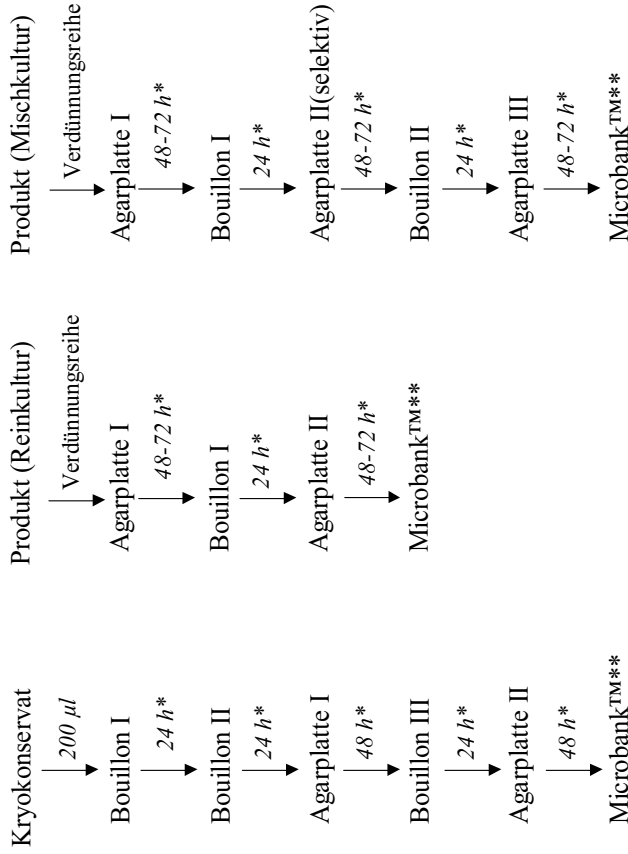 Kryokonservat
200 µl
Bouillon I
24 h*
Bouillon II
24 h*
Agarplatte I
48 h*
Bouillon III
24 h*
Agarplatte II
48 h*
Microbank™**
Produkt (Reinkultur)
Verdünnungsreihe
Agarplatte I
48-72 h*
Bouillon I
24 h*
Agarplatte II
48-72 h*
Microbank™**
Produkt (Mischkultur)
Verdünnungsreihe
Agarplatte I
48-72 h*
Bouillon I
24 h*
Agarplatte II(selektiv)
48-72 h*
Bouillon II
24 h*
Agarplatte III
48-72 h*
Microbank™**